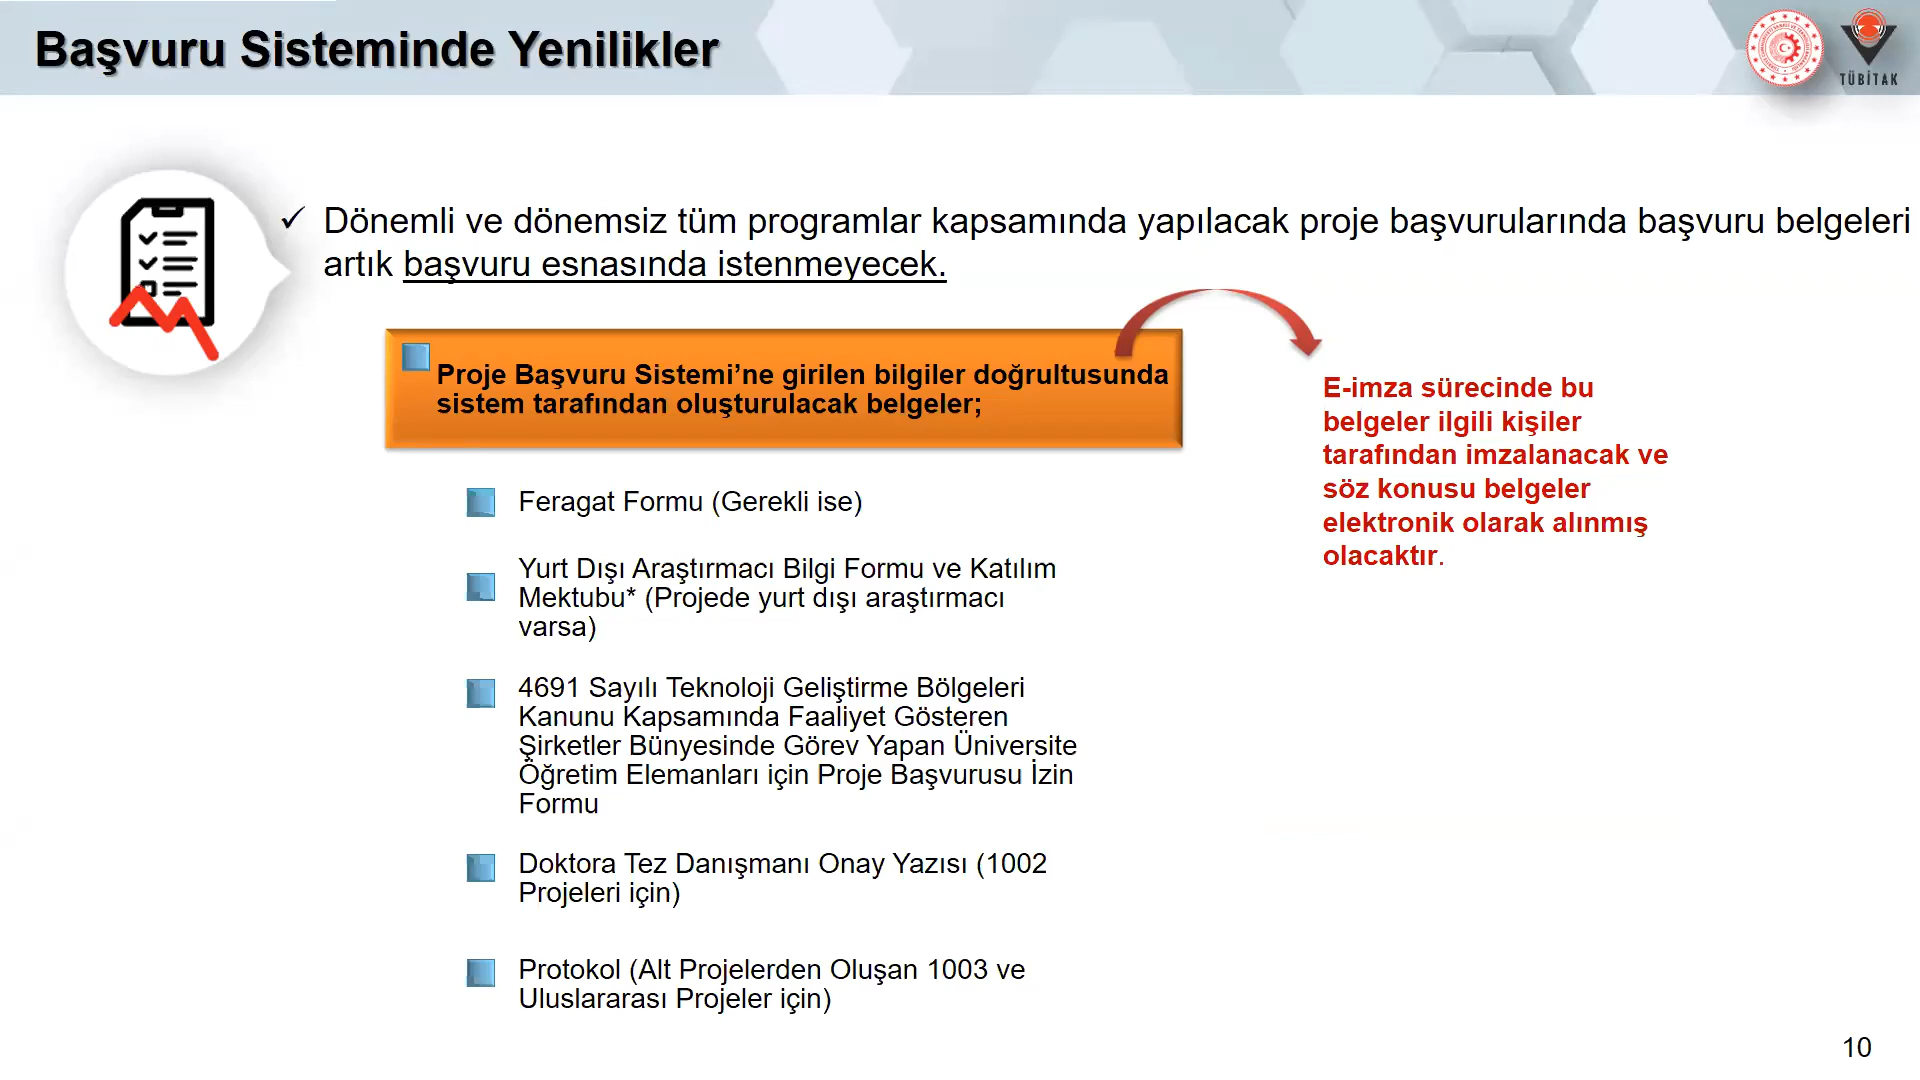 Başvuru Sisteminde Yenilikler
TÜBİTAK
✓ Dönemli ve dönemsiz tüm programlar kapsamında yapılacak proje başvurularında başvuru belgeleri
artık başvuru esnasında istenmeyecek.
Proje Başvuru Sistemi’ne girilen bilgiler doğrultusunda
sistem tarafından oluşturulacak belgeler;
E-imza sürecinde bu
belgeler ilgili kişiler
tarafından imzalanacak ve
söz konusu belgeler
elektronik olarak alınmış
olacaktır.
Feragat Formu (Gerekli ise)
Yurt Dışı Araştırmacı Bilgi Formu ve Katılım
Mektubu* (Projede yurt dışı araştırmacı
varsa)
4691 Sayılı Teknoloji Geliştirme Bölgeleri
Kanunu Kapsamında Faaliyet Gösteren
Şirketler Bünyesinde Görev Yapan Üniversite
Öğretim Elemanları için Proje Başvurusu İzin
Formu
Doktora Tez Danışmanı Onay Yazısı (1002
Projeleri için)
Protokol (Alt Projelerden Oluşan 1003 ve
Uluslararası Projeler için)
10